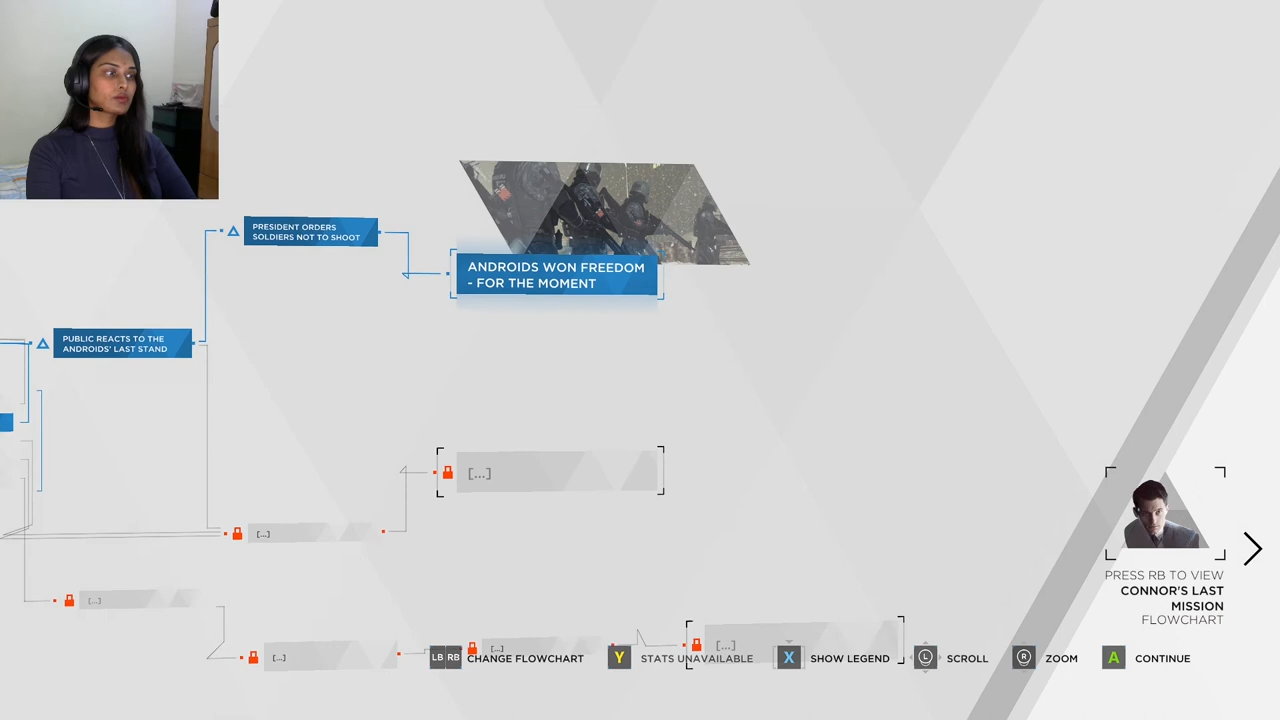 PRESIDENT ORDERS
SOLDIERS NOT TO SHOOT
ANDROIDS WON FREEDOM
- FOR THE MOMENT
PUBLIC REACTS TO THE
ANDROIDS' LAST STAND
[...]
[...]
[...]
[...]
[...]
[...]
PRESS RB TO VIEW
CONNOR'S LAST
MISSION
FLOWCHART
LB RB CHANGE FLOWCHART
Y STATS UNAVAILABLE
X SHOW LEGEND
L SCROLL
R ZOOM
A CONTINUE